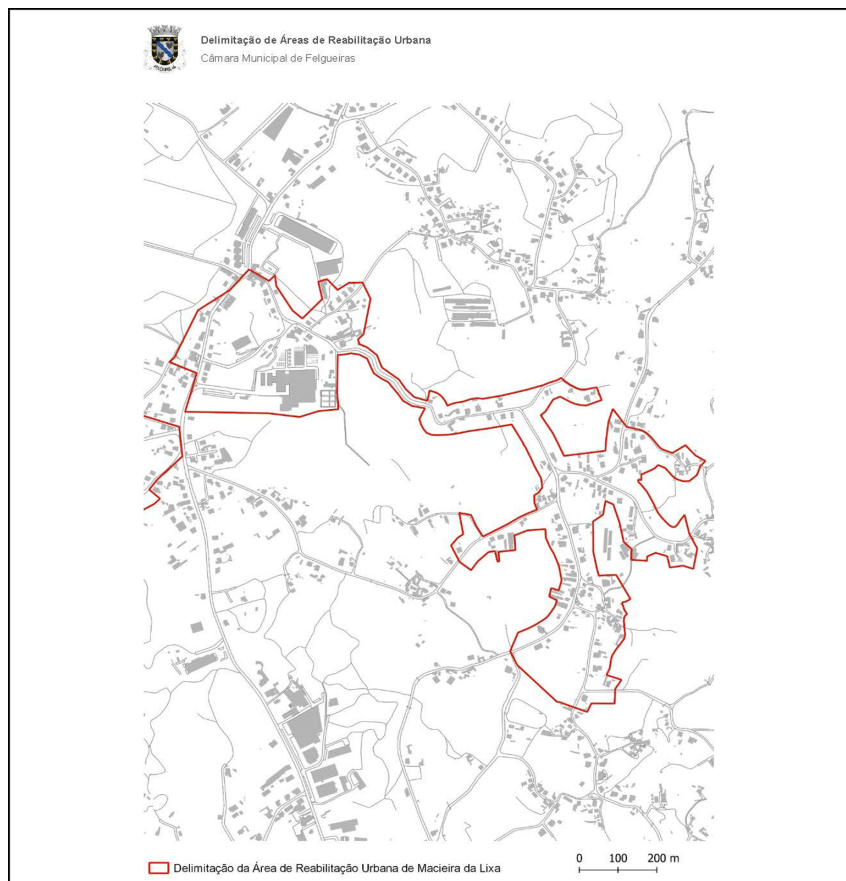 Delimitação de Áreas de Reabilitação Urbana
Câmara Municipal de Felgueiras
Delimitação da Área de Reabilitação Urbana de Macieira da Lixa
0 100 200 m